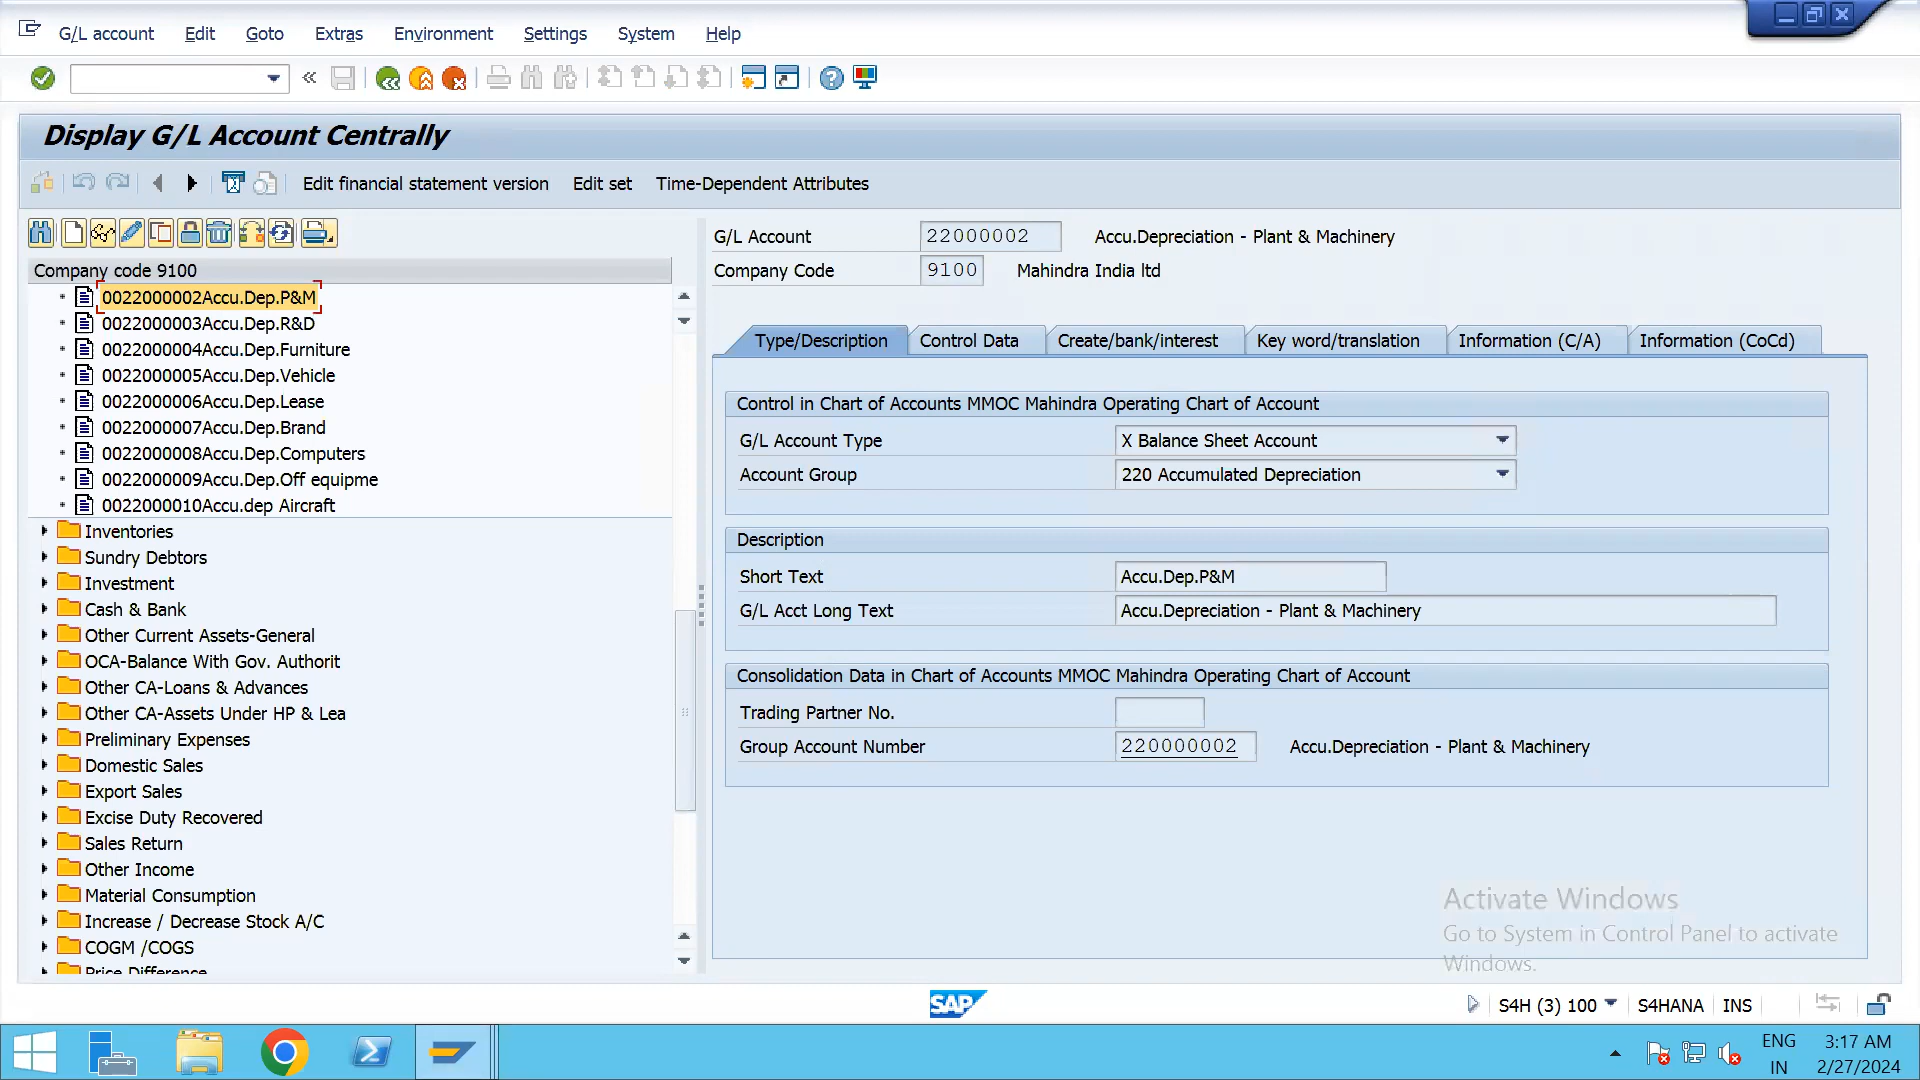 G/L account Edit Goto Extras Environment Settings System Help
Display G/L Account Centrally
Edit financial statement version Edit set Time-Dependent Attributes
Company code 9100
0022000002Accu.Dep.P&M
0022000003Accu.Dep.R&D
0022000004Accu.Dep.Furniture
0022000005Accu.Dep.Vehicle
0022000006Accu.Dep.Lease
0022000007Accu.Dep.Brand
0022000008Accu.Dep.Computers
0022000009Accu.Dep.Off equipme
0022000010Accu.dep Aircraft
Inventories
Sundry Debtors
Investment
Cash & Bank
Other Current Assets-General
OCA-Balance With Gov. Authorit
Other CA-Loans & Advances
Other CA-Assets Under HP & Lea
Preliminary Expenses
Domestic Sales
Export Sales
Excise Duty Recovered
Sales Return
Other Income
Material Consumption
Increase / Decrease Stock A/C
COGM /COGS
Price Difference
G/L Account 22000002 Accu.Depreciation - Plant & Machinery
Company Code 9100 Mahindra India ltd
Type/Description Control Data Create/bank/interest Key word/translation Information (C/A) Information (CoCd)
Control in Chart of Accounts MMOC Mahindra Operating Chart of Account
G/L Account Type X Balance Sheet Account
Account Group 220 Accumulated Depreciation
Description
Short Text Accu.Dep.P&M
G/L Acct Long Text Accu.Depreciation - Plant & Machinery
Consolidation Data in Chart of Accounts MMOC Mahindra Operating Chart of Account
Trading Partner No.
Group Account Number 220000002 Accu.Depreciation - Plant & Machinery
Activate Windows
Go to System in Control Panel to activate
Windows.
SAP
S4H (3) 100 S4HANA INS
ENG 3:17 AM
IN 2/27/2024